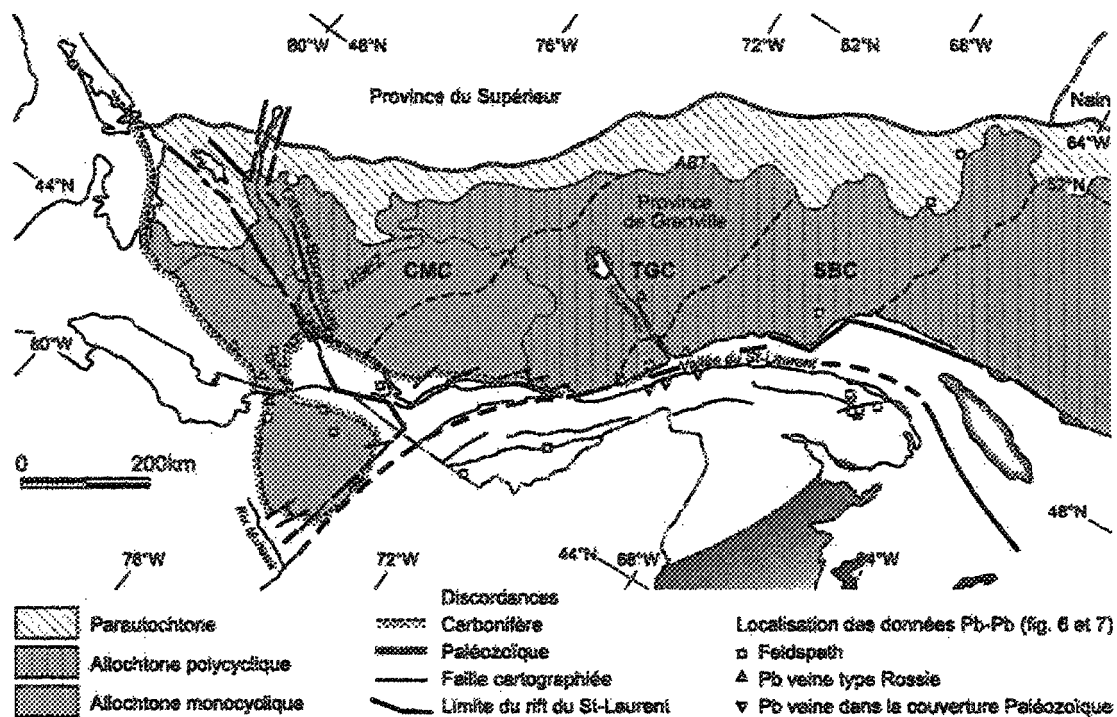 80°W 48°N 76°W 72°W 52°N 68°W
Province du Supérieur
Nain
64°W
44°N
ABT
52°N
Province
de Grenville
CMC TGC SBC
80°W
Vallée du St-Laurent
0 200km
48°N
76°W 72°W 44°N 68°W 64°W
Discordances
Parautochtone
Carbonifère
Localisation des données Pb-Pb (fig. 6 et 7)
Allochtone polycyclique
Paléozoïque
Feldspath
Faille cartographiée
Pb veine type Rossie
Allochtone monocyclique
Limite du rift du St-Laurent
Pb veine dans la couverture Paléozoïque